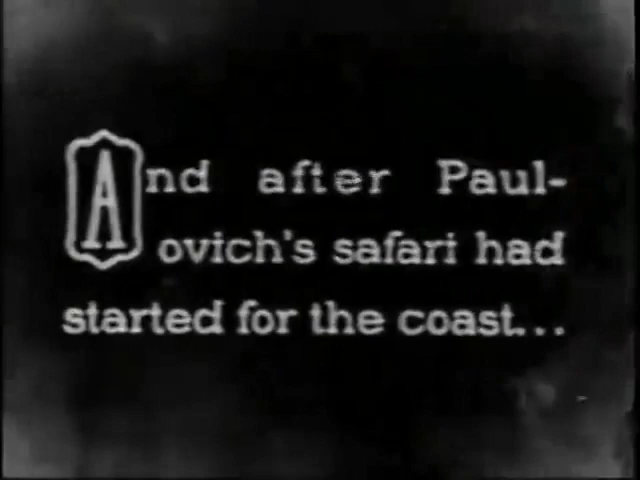 And after Paul-
ovich's safari had
started for the coast...